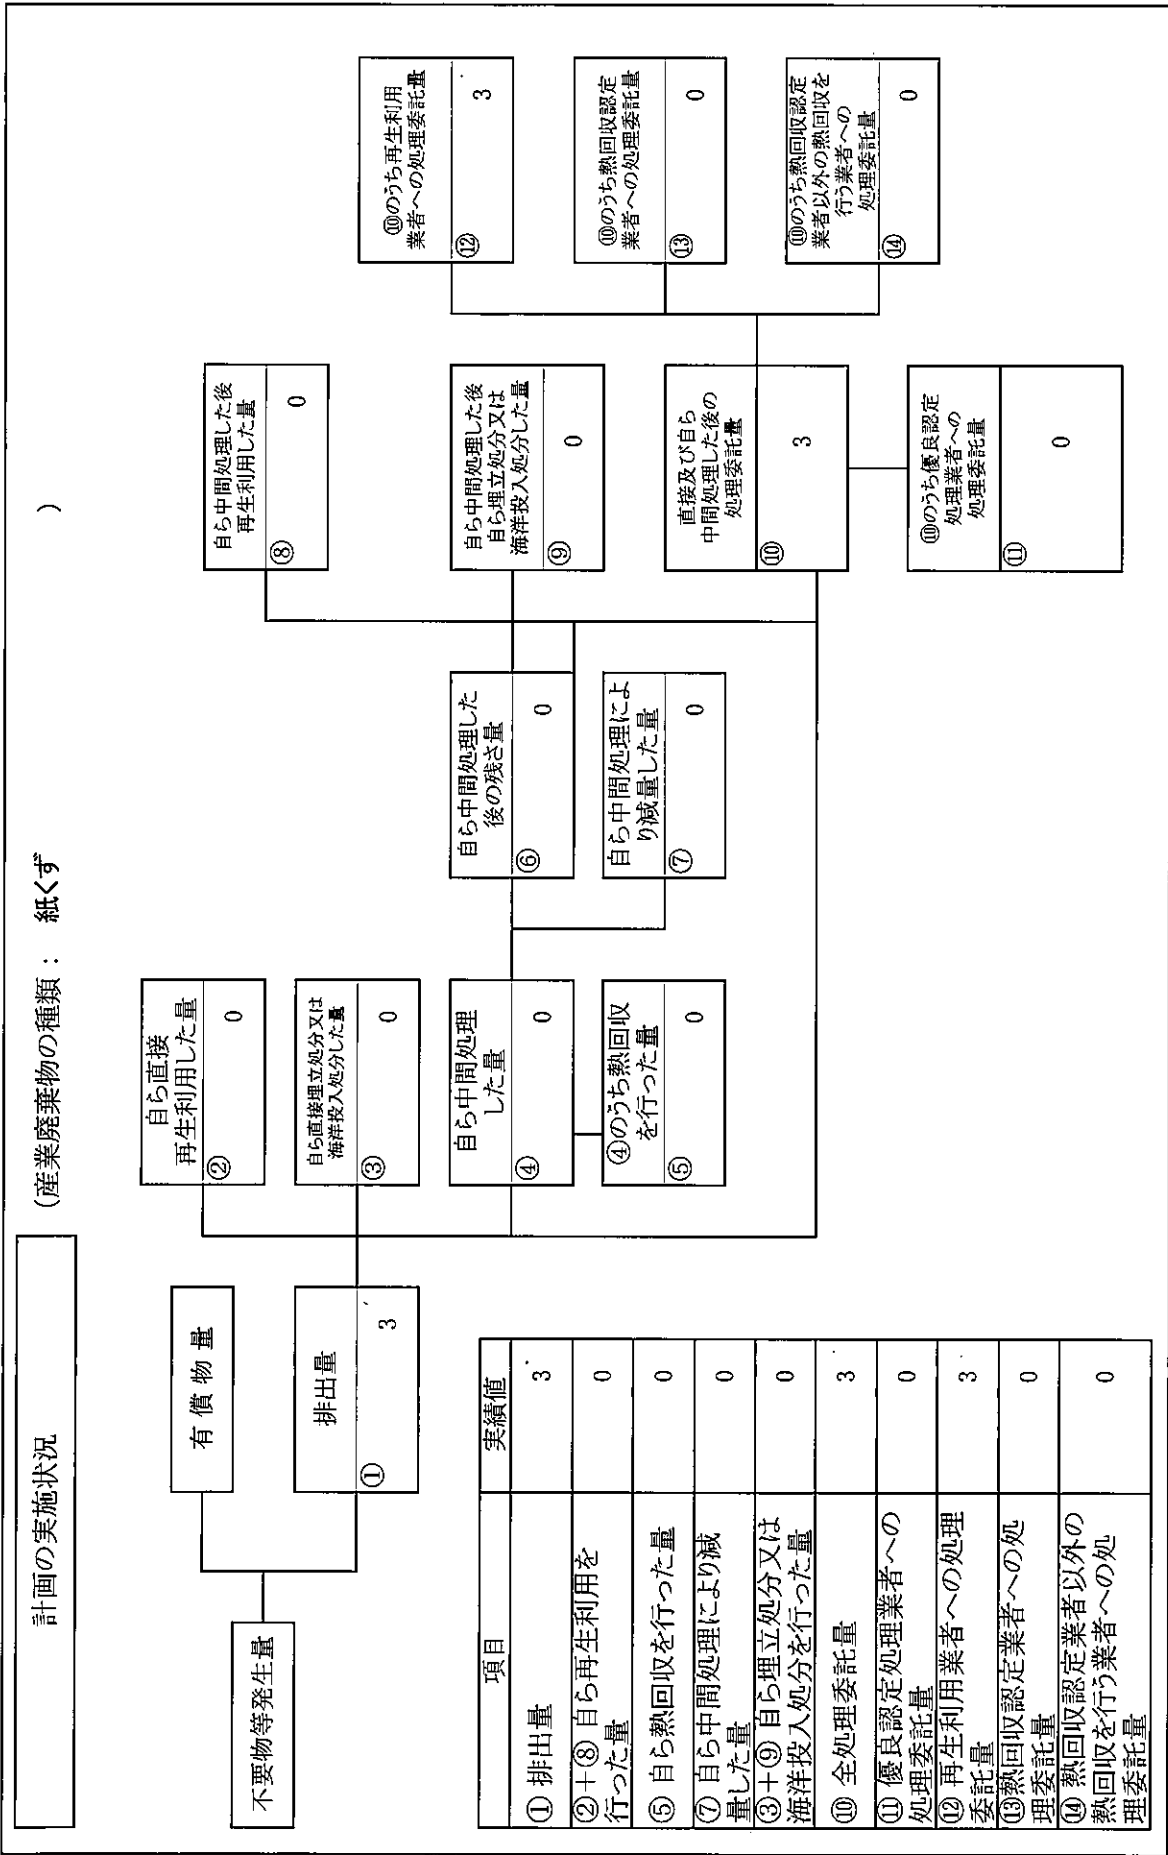 計画の実施状況
(産業廃棄物の種類： 紙くず )
不要物等発生量
有償物量
排出量
① 3
自ら直接
再生利用した量
② 0
自ら直接埋立処分又は
海洋投入処分した量
③ 0
自ら中間処理
した量
④ 0
④のうち熱回収
を行った量
⑤ 0
自ら中間処理した
後の残さ量
⑥ 0
自ら中間処理によ
り減量した量
⑦ 0
自ら中間処理した後
再生利用した量
⑧ 0
自ら中間処理した後
自ら埋立処分又は
海洋投入処分した量
⑨ 0
直接及び自ら
中間処理した後の
処理委託量
⑩ 3
⑩のうち優良認定
処理業者への
処理委託量
⑪ 0
⑩のうち再生利用
業者への処理委託量
⑫ 3
⑩のうち熱回収認定
業者への処理委託量
⑬ 0
⑩のうち熱回収認定
業者以外の熱回収を
行う業者への
処理委託量
⑭ 0
項目 実績値
① 排出量 3
②＋⑧ 自ら再生利用を
行った量 0
⑤ 自ら熱回収を行った量 0
⑦ 自ら中間処理により減
量した量 0
③＋⑨ 自ら埋立処分又は
海洋投入処分を行った量 0
⑩ 全処理委託量 3
⑪ 優良認定処理業者への
処理委託量 0
⑫ 再生利用業者への処理
委託量 3
⑬熱回収認定業者への処
理委託量 0
⑭ 熱回収認定業者以外の
熱回収を行う業者への処
理委託量 0